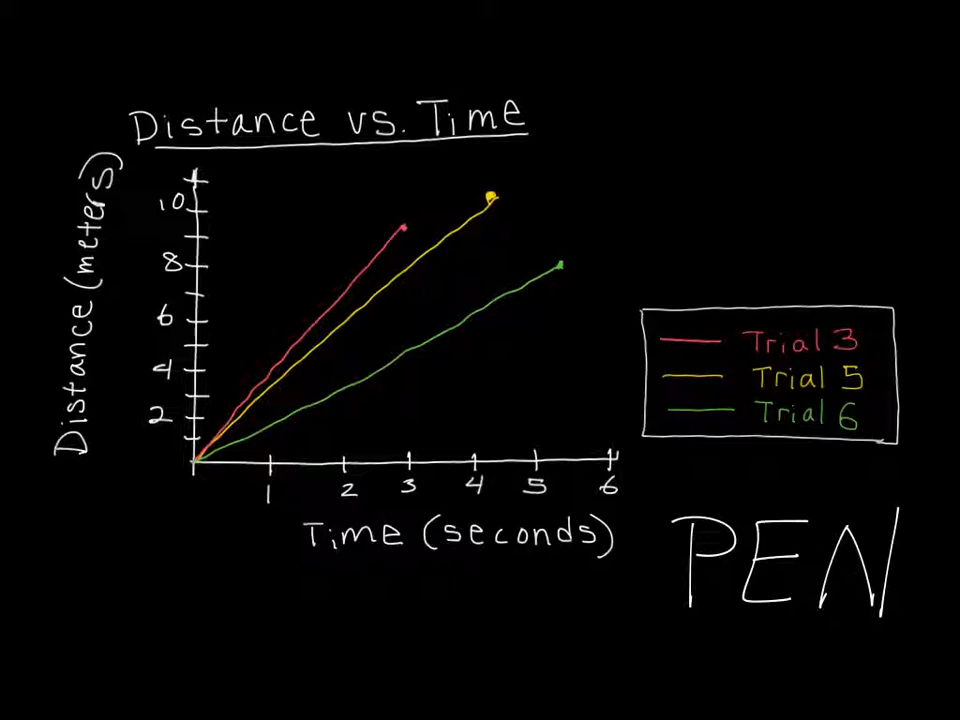 Distance vs. Time
Distance (meters)
10
8
6
4
2
1 2 3 4 5 6
Time (seconds)
Trial 3
Trial 5
Trial 6
PEN